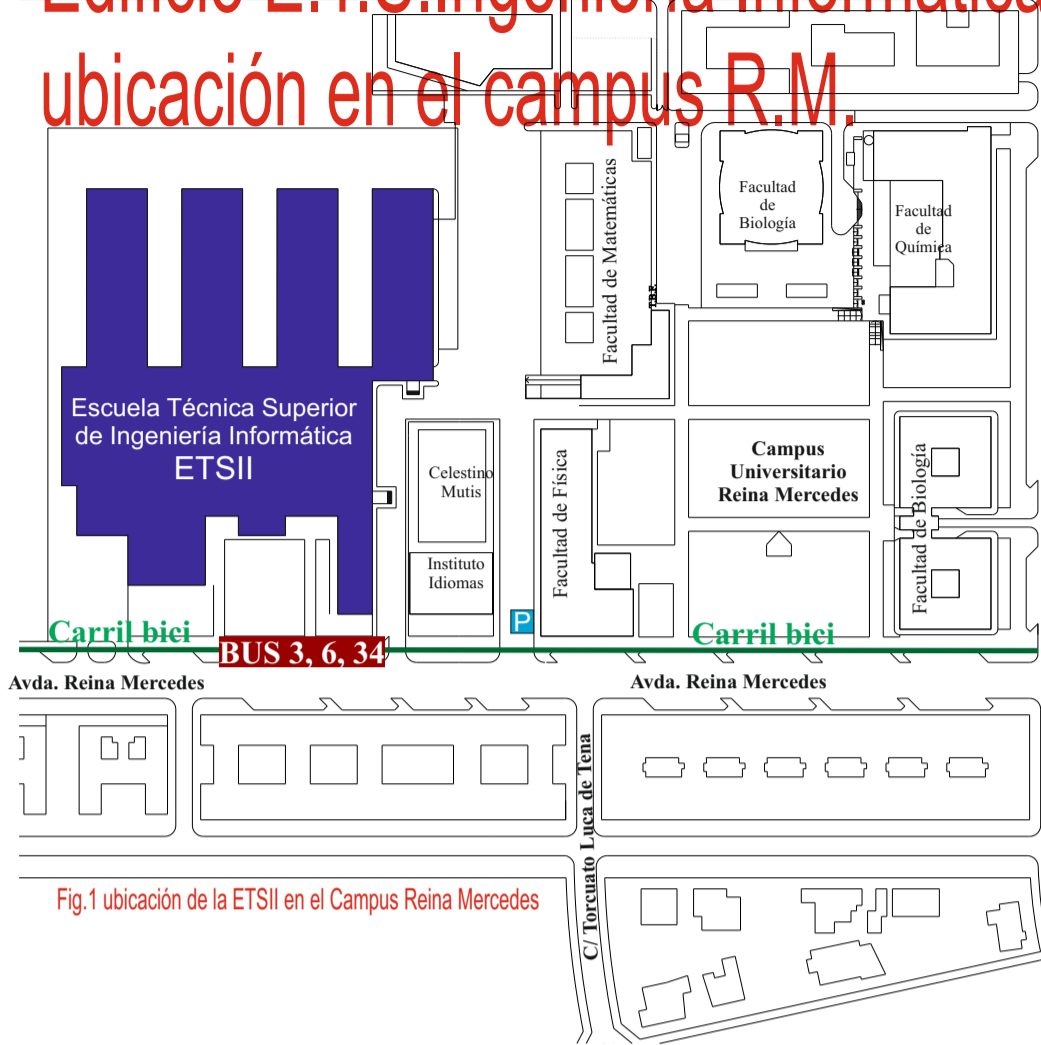 Edificio E.T.S.Ingeniería Informática
ubicación en el campus R.M.
Facultad de Matemáticas
T.B.F.
Facultad
de
Biología
Facultad
de
Química
Escuela Técnica Superior
de Ingeniería Informática
ETSII
Celestino
Mutis
Instituto
Idiomas
Facultad de Física
Campus
Universitario
Reina Mercedes
Facultad de Biología
P
Carril bici
Carril bici
BUS 3, 6, 34
Avda. Reina Mercedes
Avda. Reina Mercedes
C/ Torcuato Luca de Tena
Fig.1 ubicación de la ETSII en el Campus Reina Mercedes